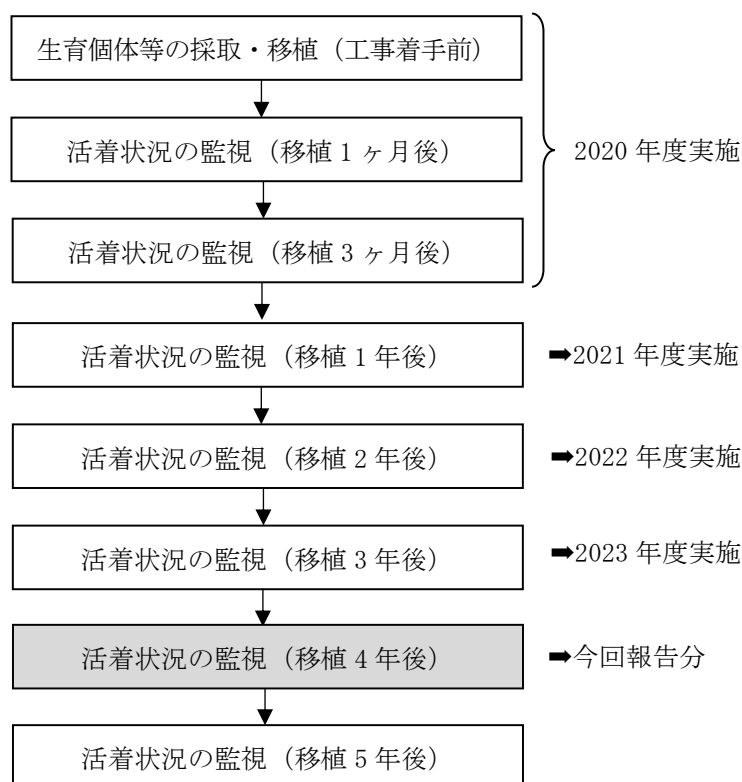 生育個体等の採取・移植（工事着手前）
活着状況の監視（移植 1 ヶ月後）
2020 年度実施
活着状況の監視（移植 3 ヶ月後）
活着状況の監視（移植 1 年後）
➡2021 年度実施
活着状況の監視（移植 2 年後）
➡2022 年度実施
活着状況の監視（移植 3 年後）
➡2023 年度実施
活着状況の監視（移植 4 年後）
➡今回報告分
活着状況の監視（移植 5 年後）